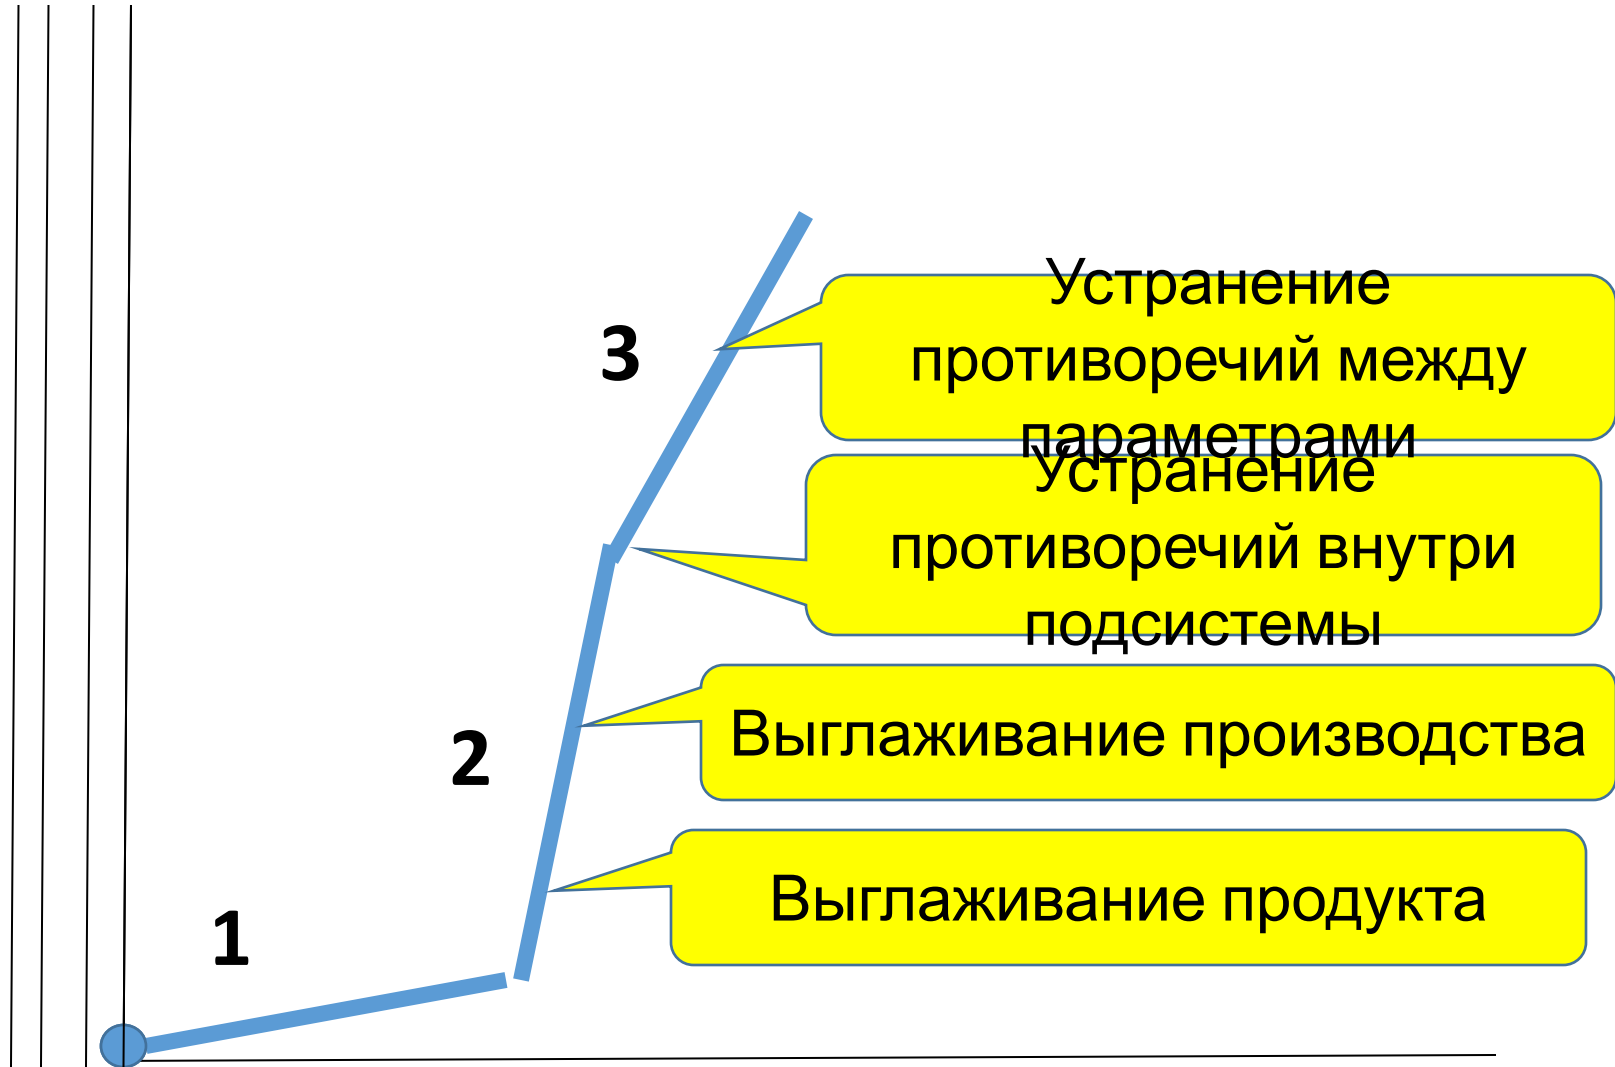 Устранение
противоречий между
параметрами
3
Устранение
противоречий внутри
подсистемы
2
Выглаживание производства
Выглаживание продукта
1